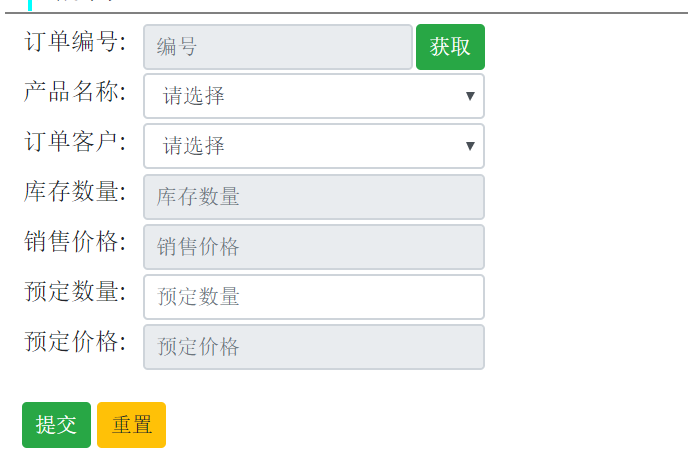 订单编号: 编号 获取
产品名称: 请选择
订单客户: 请选择
库存数量: 库存数量
销售价格: 销售价格
预定数量: 预定数量
预定价格: 预定价格
提交 重置